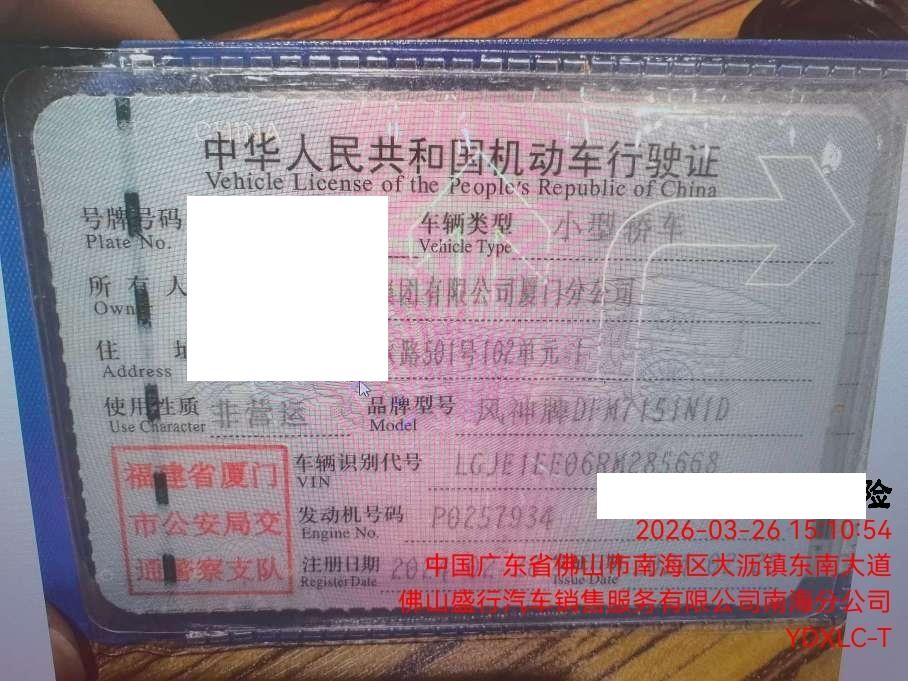 中华人民共和国机动车行驶证
Vehicle License of the People's Republic of China
号牌号码 车辆类型 小型轿车
Plate No. Vehicle Type
所有人 集团有限公司厦门分公司
Owner
住址 路501号102单元
Address
使用性质 非营运 品牌型号 风神牌DFM7151N1D
Use Character Model
福建省厦门
市公安局交
通警察支队
车辆识别代号 LGJE1EE06RM285668
VIN
发动机号码 P0257934
Engine No.
注册日期
Register Date Issue Date
险
2026-03-26 15:10:54
中国广东省佛山市南海区大沥镇东南大道
佛山盛行汽车销售服务有限公司南海分公司
YDXLC-T